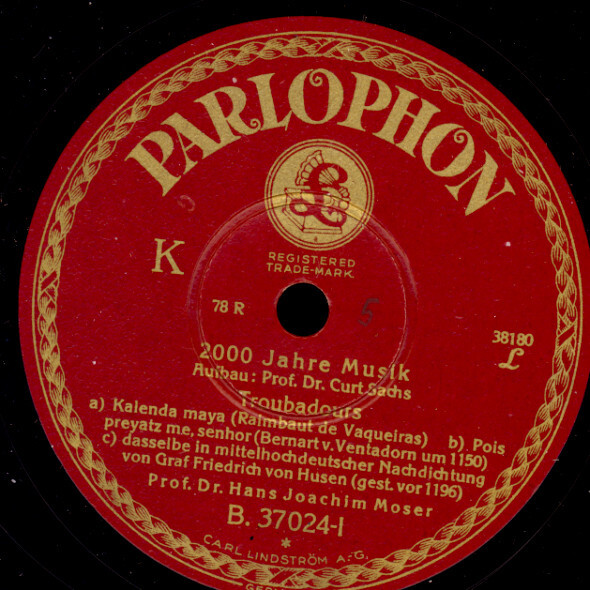 PARLOPHON
£
REGISTERED
TRADE-MARK
K
78 R
38180
L
2000 Jahre Musik
Aufbau: Prof. Dr. Curt Sachs
Troubadours
a) Kalenda maya (Raimbaut de Vaqueiras) b) Pois
preyatz me, senhor (Bernart v. Ventadorn um 1150)
c) dasselbe in mittelhochdeutscher Nachdichtung
von Graf Friedrich von Husen (gest. vor 1196)
Prof. Dr. Hans Joachim Moser
B. 37024-I
*
CARL LINDSTRÖM A.-G.